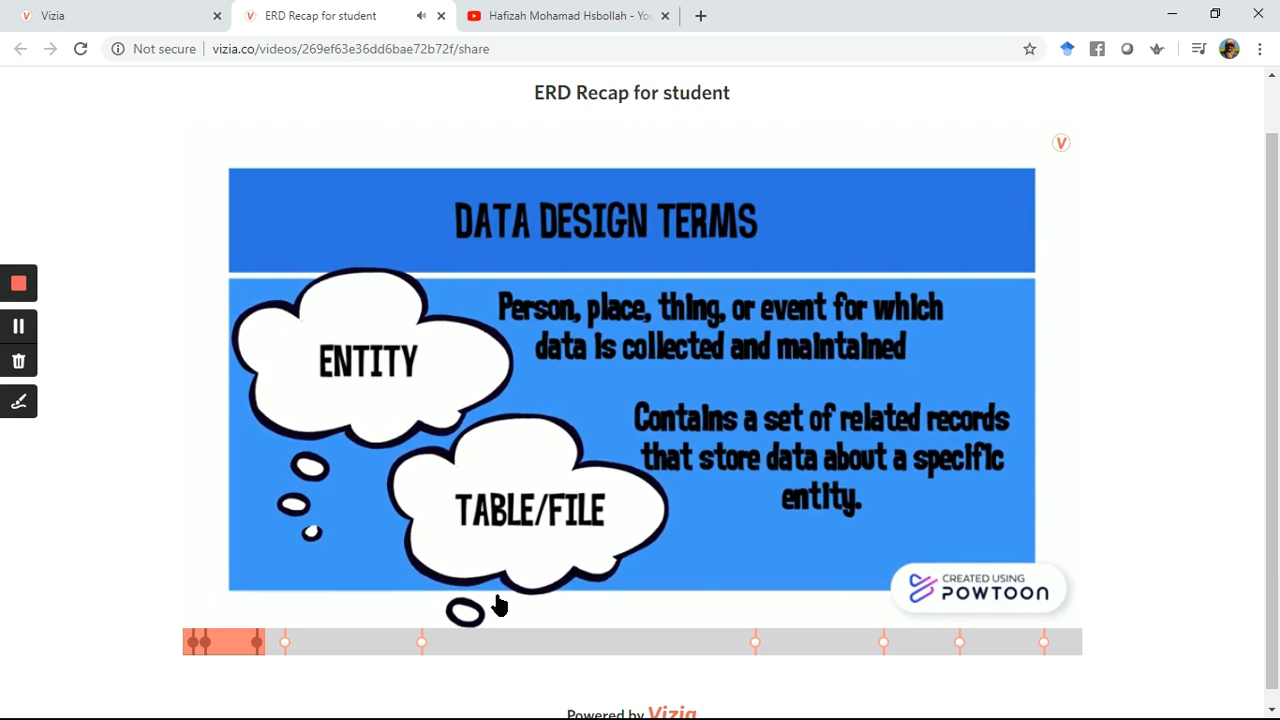 Vizia
ERD Recap for student
Hafizah Mohamad Hsbollah - Yo
Not secure
vizia.co/videos/269ef63e36dd6bae72b72f/share
ERD Recap for student
V
DATA DESIGN TERMS
ENTITY
Person, place, thing, or event for which
data is collected and maintained
TABLE/FILE
Contains a set of related records
that store data about a specific
entity.
CREATED USING
POWTOON
Powered by Vizia